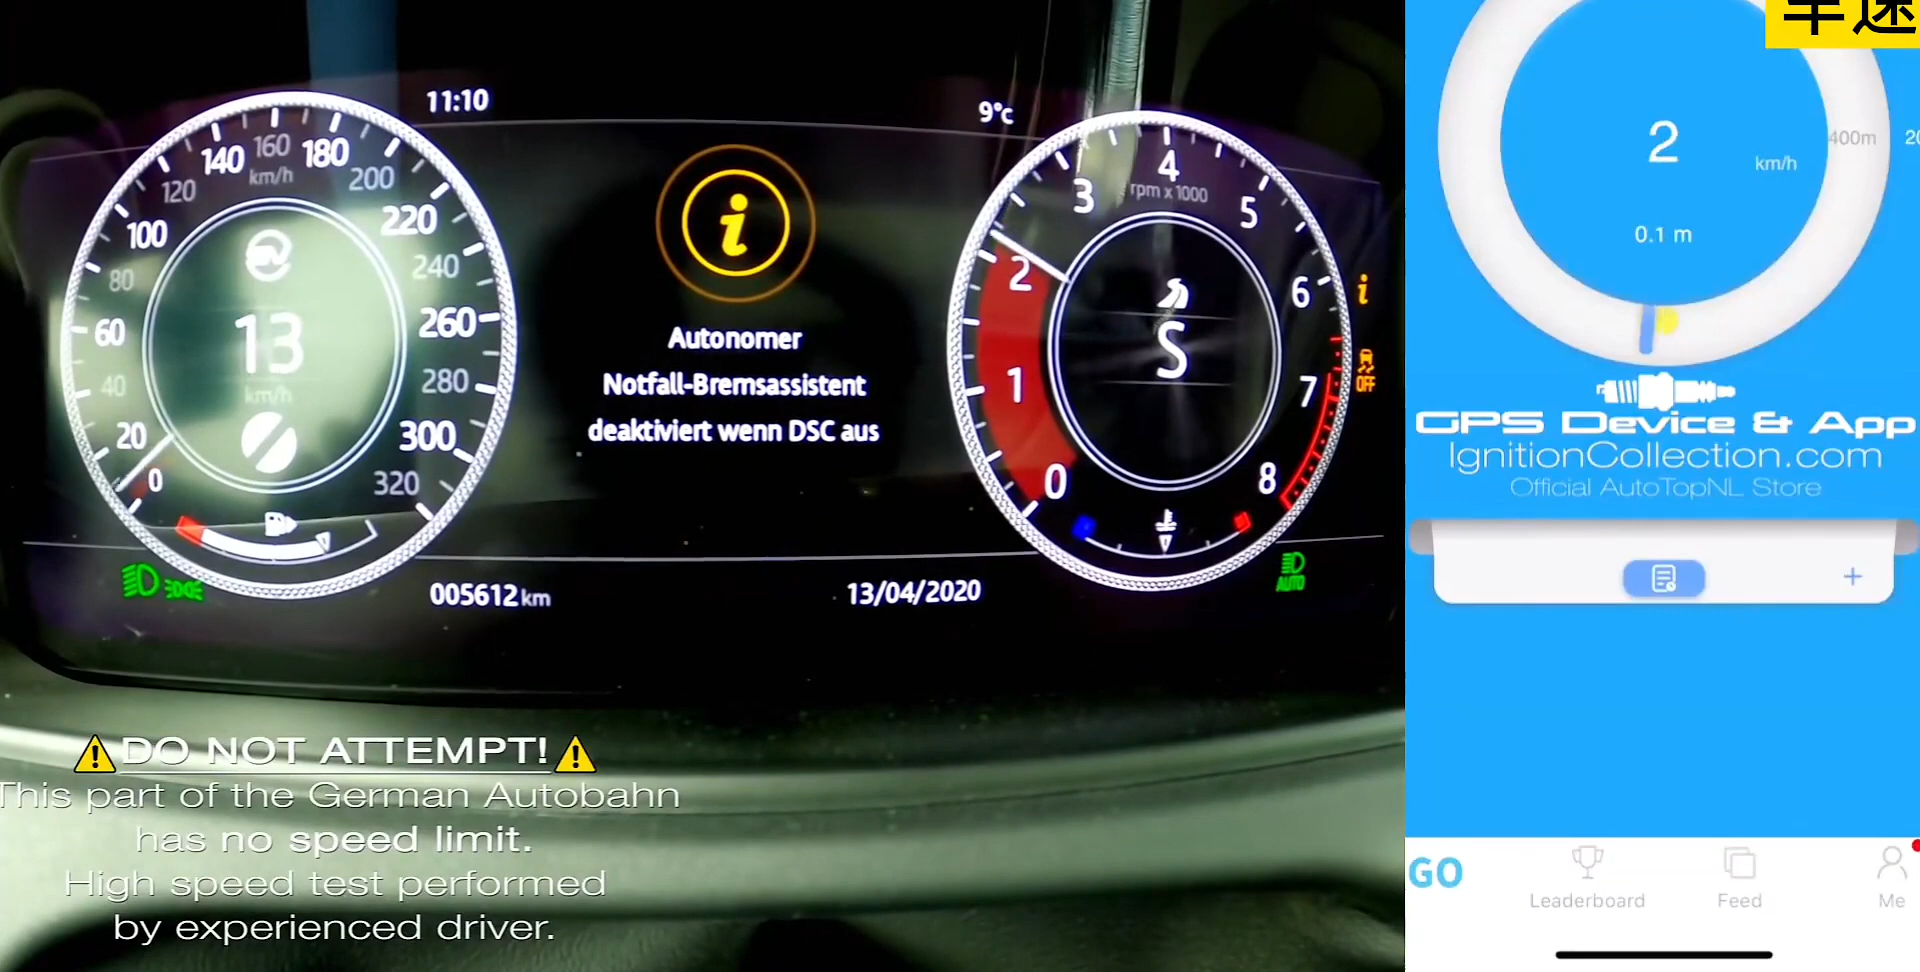 11:10
9°c
160
140
180
km/h
120
200
100
220
80
240
13
60
260
km/h
40
280
20
300
0
320
005612 km
i
Autonomer
Notfall-Bremsassistent
deaktiviert wenn DSC aus
4
rpm x 1000
3
5
2
6
S
1
7
0
8
OFF
AUTO
13/04/2020
DO NOT ATTEMPT!
This part of the German Autobahn
has no speed limit.
High speed test performed
by experienced driver.
车速
2
km/h
400m
0.1 m
GPS Device & App
IgnitionCollection.com
Official AutoTopNL Store
+
GO
Leaderboard
Feed
Me